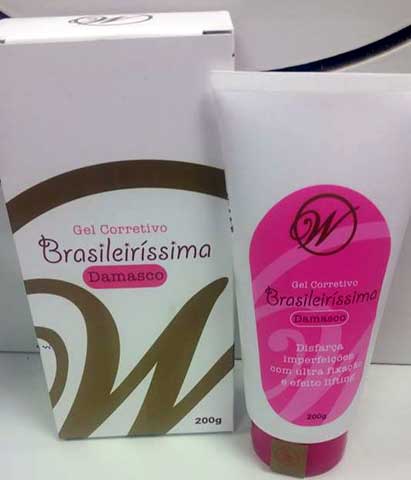 Gel Corretivo
Brasileiríssima
Damasco
W
200g
W
Gel Corretivo
Brasileiríssima
Damasco
Disfarça
imperfeições
com ultra fixação
e efeito lifting
200g